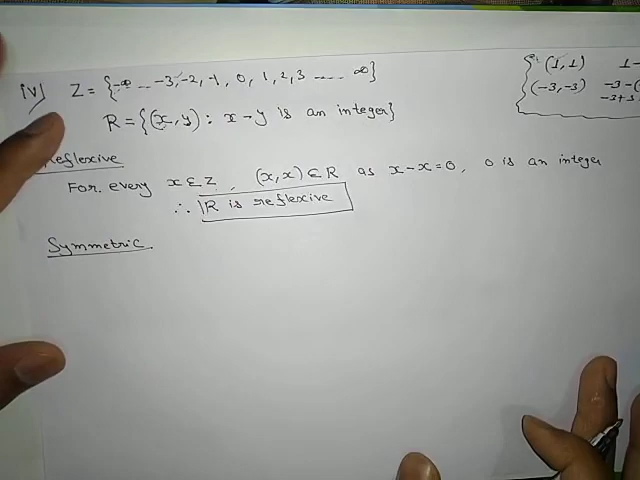 iv) Z = {-∞ ... -3, -2, -1, 0, 1, 2, 3 .... ∞}
R = {(x, y) : x - y is an integer}
Reflexive
For every x ∈ Z, (x, x) ∈ R as x - x = 0, 0 is an integer
∴ R is reflexive
Symmetric.
(1, 1) 1 -
(-3, -3) -3 - (
-3 + 3